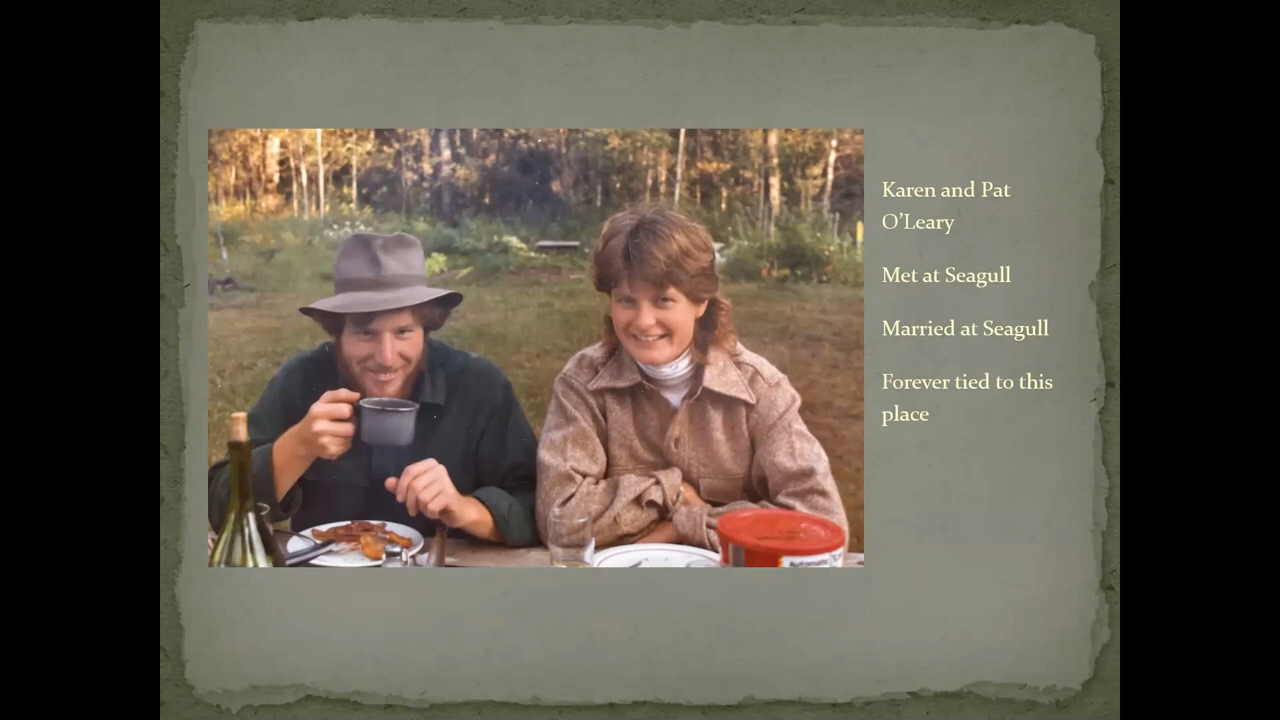 Karen and Pat
O’Leary
Met at Seagull
Married at Seagull
Forever tied to this
place